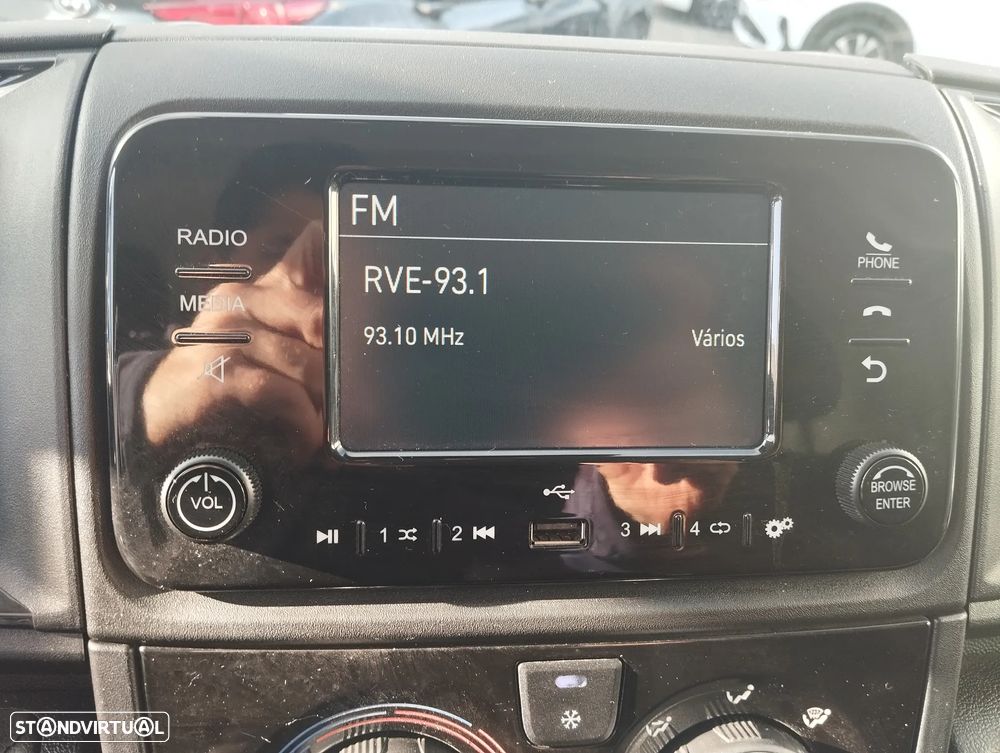 FM
RADIO
RVE-93.1
PHONE
MEDIA
93.10 MHz
Vários
VOL
BROWSE
ENTER
1
2
3
4
STANDVIRTUAL